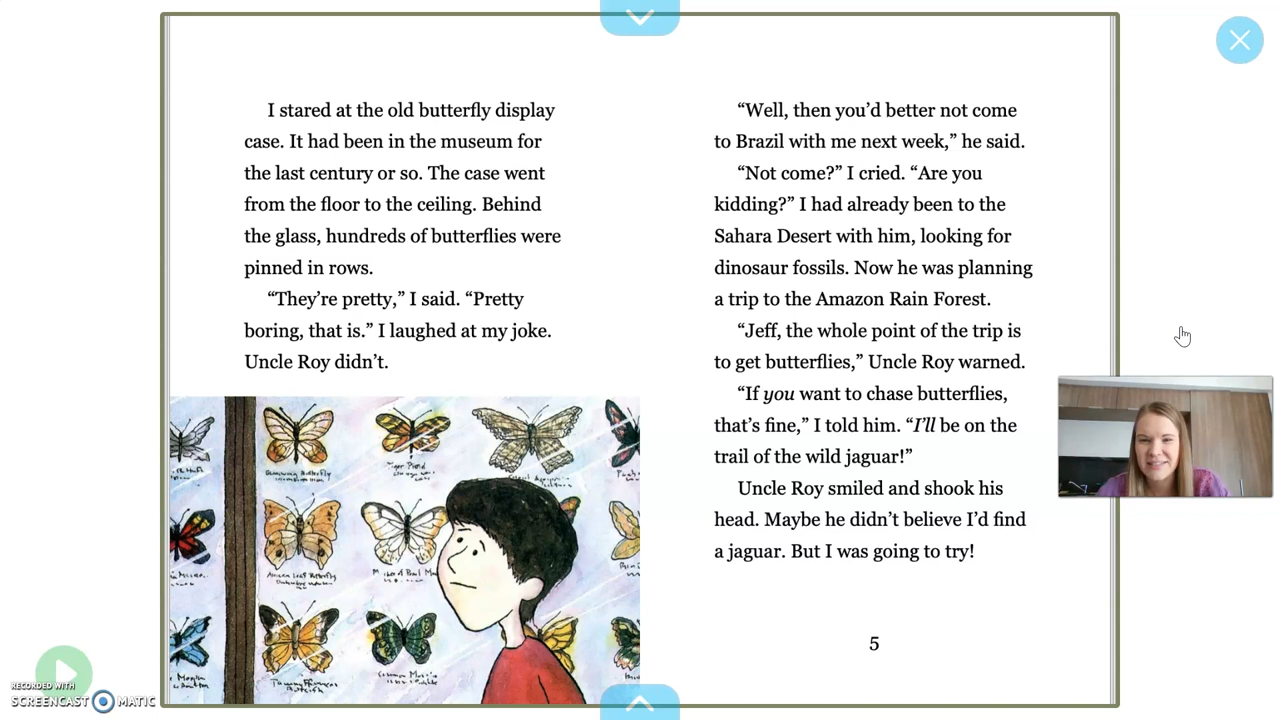 I stared at the old butterfly display
case. It had been in the museum for
the last century or so. The case went
from the floor to the ceiling. Behind
the glass, hundreds of butterflies were
pinned in rows.
“They’re pretty,” I said. “Pretty
boring, that is.” I laughed at my joke.
Uncle Roy didn’t.
“Well, then you’d better not come
to Brazil with me next week,” he said.
“Not come?” I cried. “Are you
kidding?” I had already been to the
Sahara Desert with him, looking for
dinosaur fossils. Now he was planning
a trip to the Amazon Rain Forest.
“Jeff, the whole point of the trip is
to get butterflies,” Uncle Roy warned.
“If you want to chase butterflies,
that’s fine,” I told him. “I’ll be on the
trail of the wild jaguar!”
Uncle Roy smiled and shook his
head. Maybe he didn’t believe I’d find
a jaguar. But I was going to try!
5
RECORDED WITH
SCREENCAST MATIC